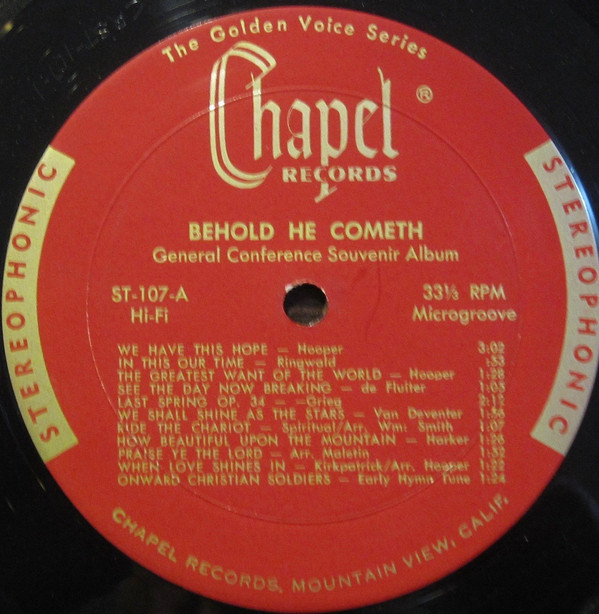 The Golden Voice Series
Chapel ®
RECORDS
BEHOLD HE COMETH
General Conference Souvenir Album
ST-107-A 33⅓ RPM
Hi-Fi Microgroove
STEREOPHONIC
STEREOPHONIC
WE HAVE THIS HOPE — Hooper 3:02
IN THIS OUR TIME — Ringwald :53
THE GREATEST WANT OF THE WORLD — Hooper 1:28
SEE THE DAY NOW BREAKING — de Fluiter 1:03
LAST SPRING OP. 34 — Grieg 2:12
WE SHALL SHINE AS THE STARS — Van Deventer 1:36
RIDE THE CHARIOT — Spiritual/Arr. Wm. Smith 1:07
HOW BEAUTIFUL UPON THE MOUNTAIN — Harker 1:26
PRAISE YE THE LORD — Arr. Maletin 1:32
WHEN LOVE SHINES IN — Kirkpatrick/Arr. Hooper 1:22
ONWARD CHRISTIAN SOLDIERS — Early Hymn Tune 1:24
CHAPEL RECORDS, MOUNTAIN VIEW, CALIF.